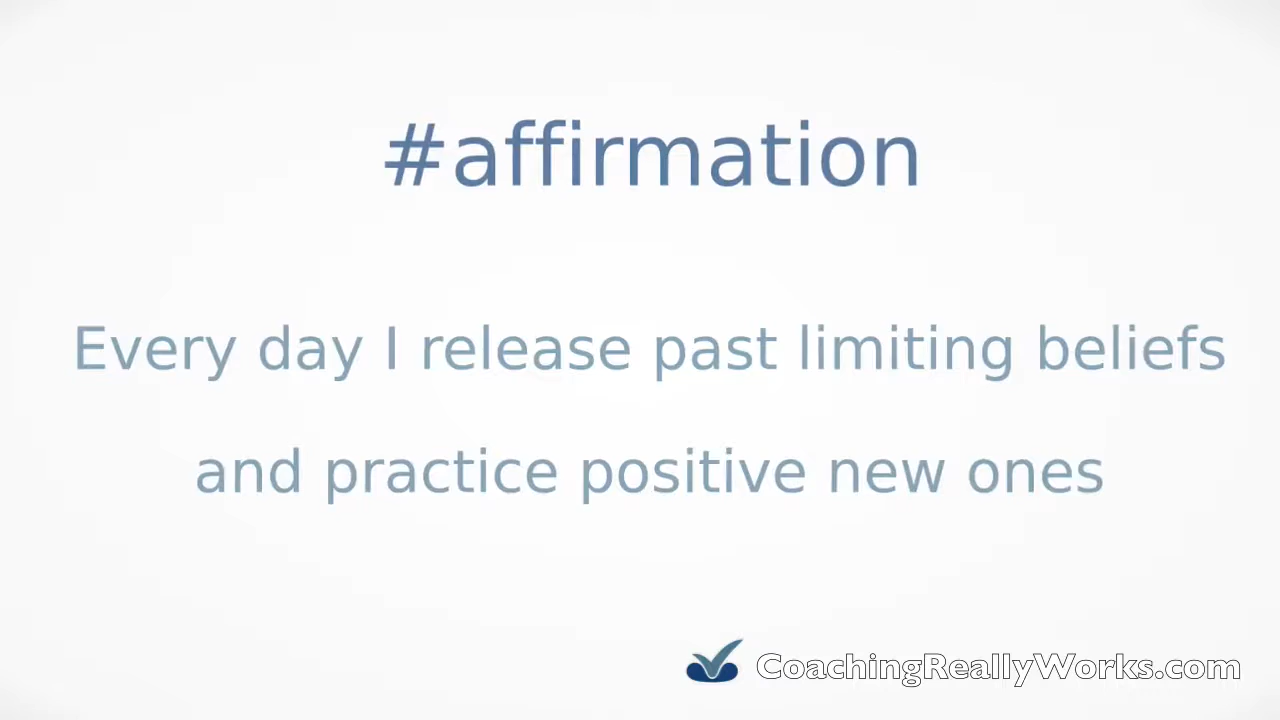 #affirmation
Every day I release past limiting beliefs
and practice positive new ones
CoachingReallyWorks.com